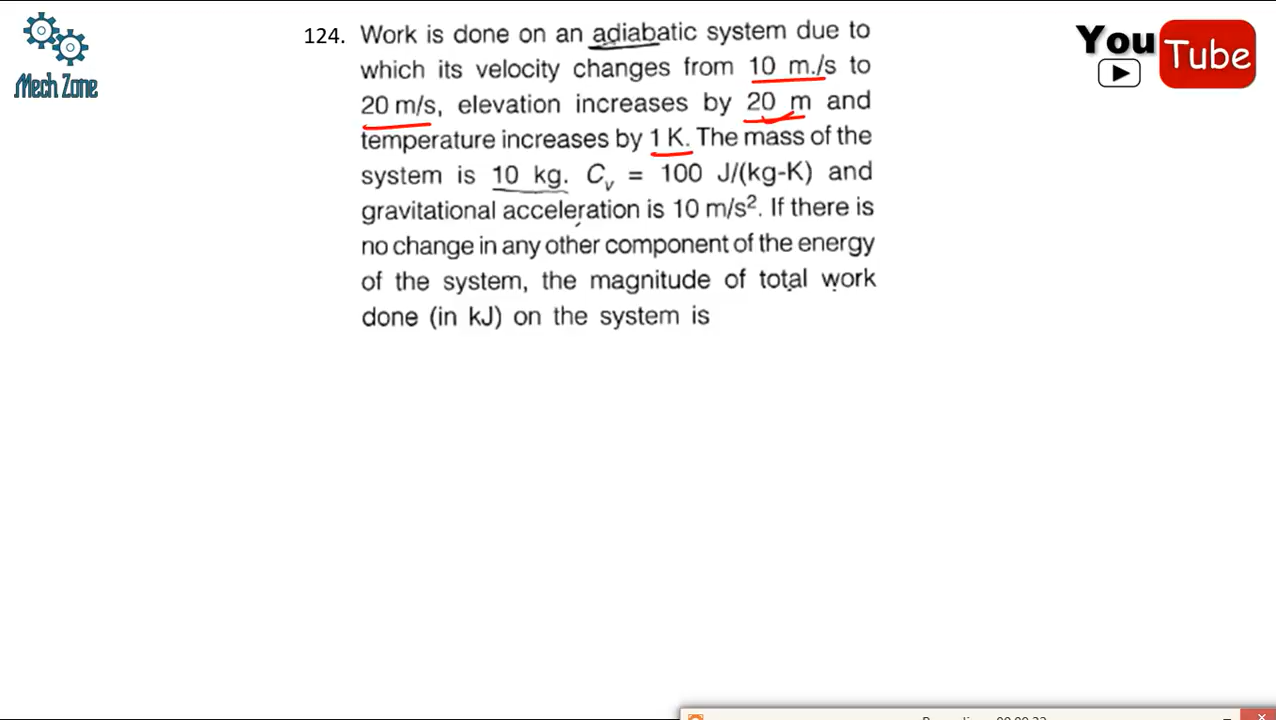 124. Work is done on an adiabatic system due to
which its velocity changes from 10 m./s to
20 m/s, elevation increases by 20 m and
temperature increases by 1 K. The mass of the
system is 10 kg. Cv = 100 J/(kg-K) and
gravitational acceleration is 10 m/s². If there is
no change in any other component of the energy
of the system, the magnitude of total work
done (in kJ) on the system is
Mech Zone
You Tube